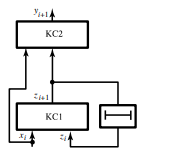 y_{i+1}
KC2
z_{i+1}
KC1
x_i z_i